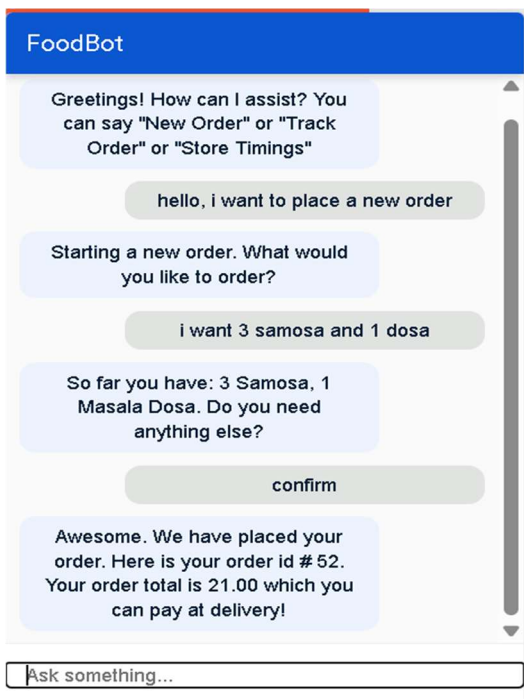 FoodBot
Greetings! How can I assist? You
can say "New Order" or "Track
Order" or "Store Timings"
hello, i want to place a new order
Starting a new order. What would
you like to order?
i want 3 samosa and 1 dosa
So far you have: 3 Samosa, 1
Masala Dosa. Do you need
anything else?
confirm
Awesome. We have placed your
order. Here is your order id # 52.
Your order total is 21.00 which you
can pay at delivery!
Ask something...